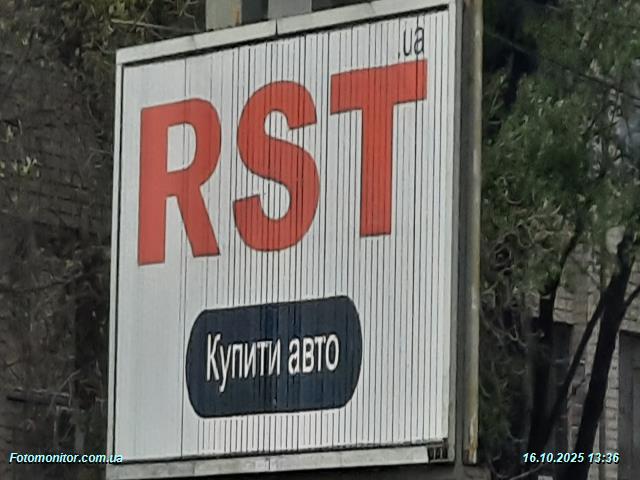 .ua
RST
Купити авто
Fotomonitor.com.ua
16.10.2025 13:36